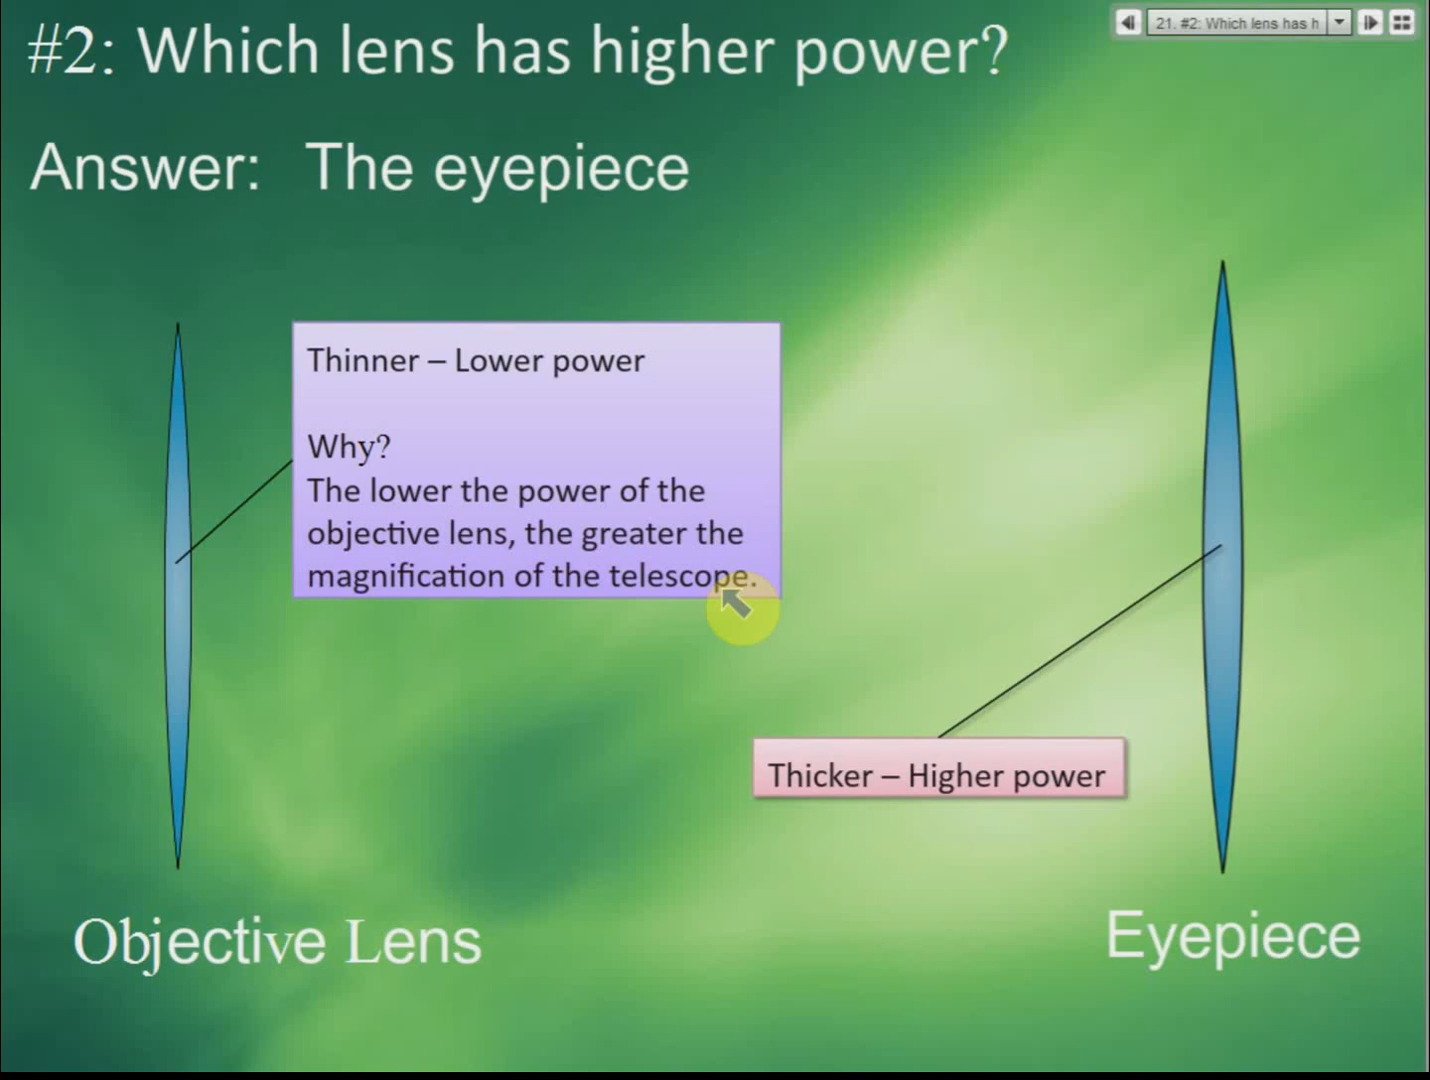 #2: Which lens has higher power?
21. #2: Which lens has h
Answer: The eyepiece
Thinner – Lower power
Why?
The lower the power of the
objective lens, the greater the
magnification of the telescope.
Thicker – Higher power
Objective Lens
Eyepiece